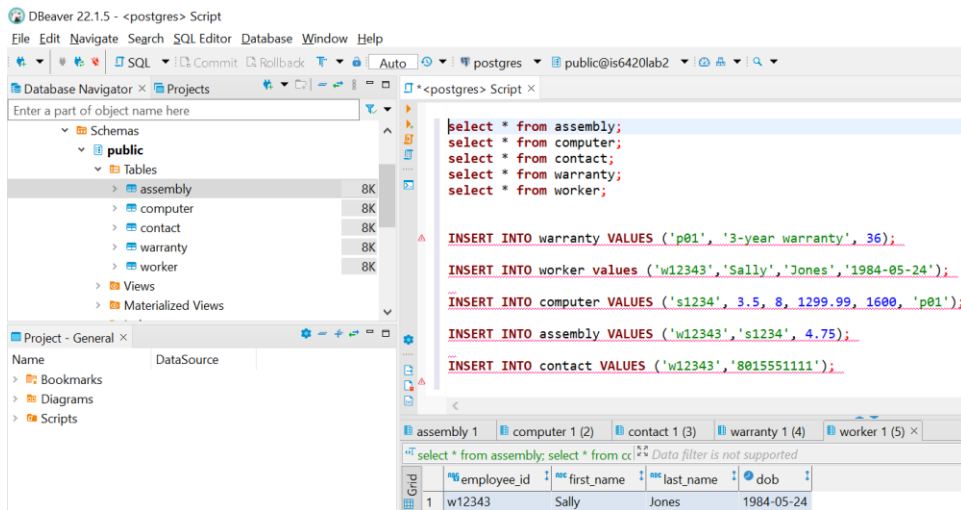 DBeaver 22.1.5 - <postgres> Script
File Edit Navigate Search SQL Editor Database Window Help
SQL Commit Rollback Auto postgres public@is6420lab2
Database Navigator Projects
Enter a part of object name here
Schemas
public
Tables
assembly 8K
computer 8K
contact 8K
warranty 8K
worker 8K
Views
Materialized Views
Project - General
Name DataSource
Bookmarks
Diagrams
Scripts
*<postgres> Script
select * from assembly;
select * from computer;
select * from contact;
select * from warranty;
select * from worker;
INSERT INTO warranty VALUES ('p01', '3-year warranty', 36);
INSERT INTO worker values ('w12343','Sally','Jones','1984-05-24');
INSERT INTO computer VALUES ('s1234', 3.5, 8, 1299.99, 1600, 'p01');
INSERT INTO assembly VALUES ('w12343','s1234', 4.75);
INSERT INTO contact VALUES ('w12343','8015551111');
assembly 1 computer 1 (2) contact 1 (3) warranty 1 (4) worker 1 (5)
select * from assembly; select * from cc Data filter is not supported
Grid
employee_id first_name last_name dob
1 w12343 Sally Jones 1984-05-24